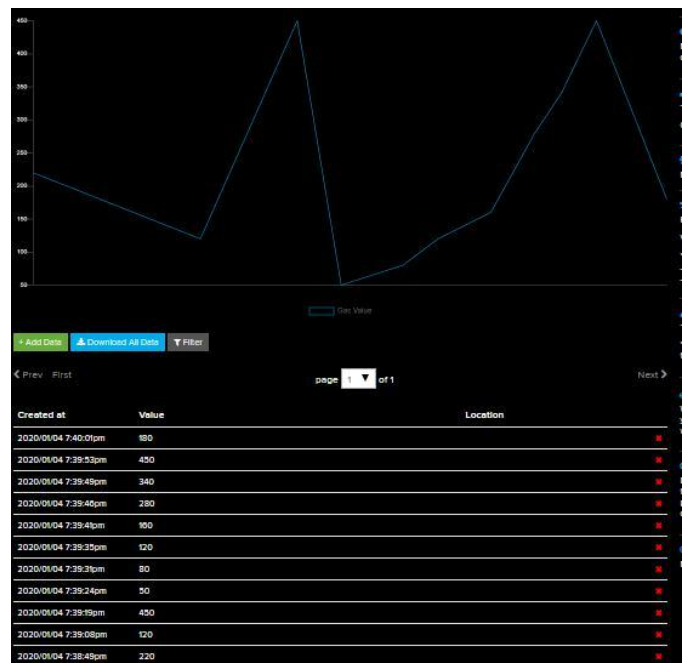 450
400
350
300
250
200
150
100
50
Gas Value
+ Add Data Download All Data Filter
Prev First page 1 of 1 Next
Created at Value Location
2020/01/04 7:40:01pm 180
2020/01/04 7:39:53pm 450
2020/01/04 7:39:49pm 340
2020/01/04 7:39:46pm 280
2020/01/04 7:39:41pm 160
2020/01/04 7:39:35pm 120
2020/01/04 7:39:31pm 80
2020/01/04 7:39:24pm 50
2020/01/04 7:39:19pm 450
2020/01/04 7:39:08pm 120
2020/01/04 7:38:49pm 220